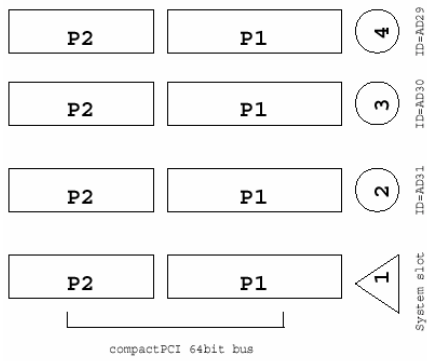 P2 P1 4 ID=AD29
P2 P1 3 ID=AD30
P2 P1 2 ID=AD31
P2 P1 1 System slot
compactPCI 64bit bus